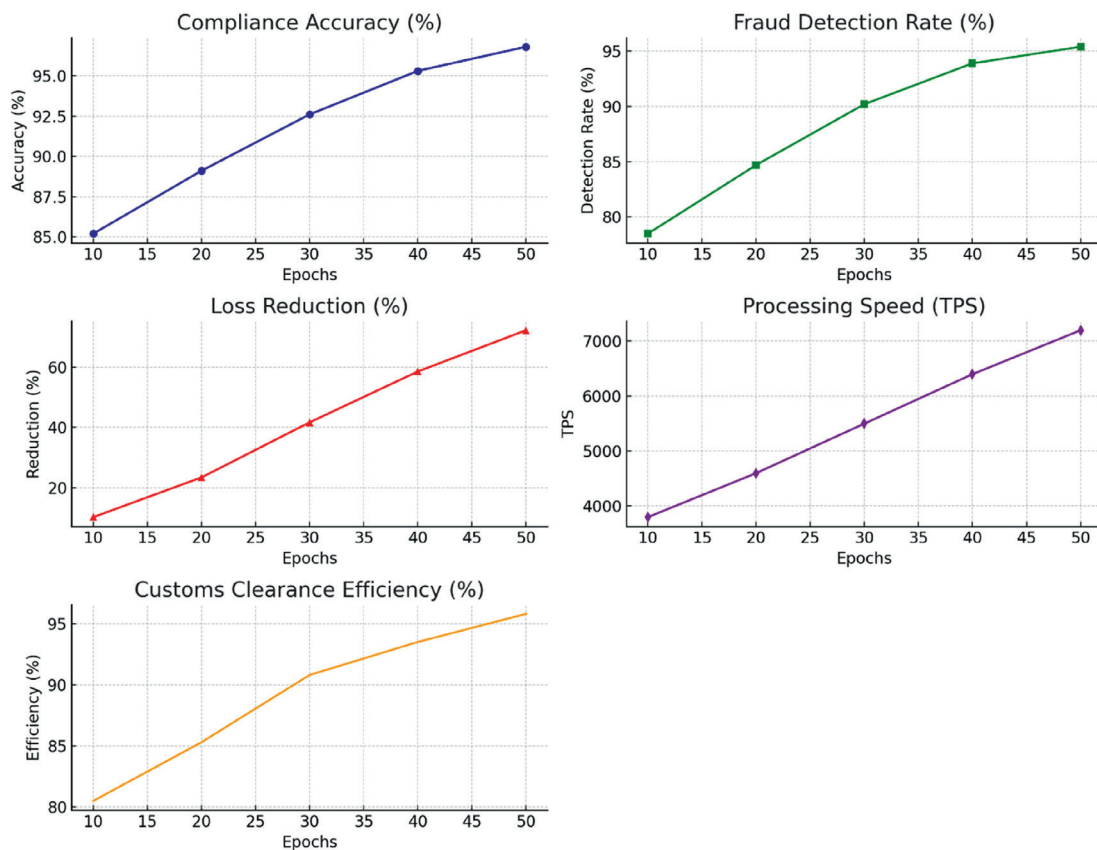 Compliance Accuracy (%)
Accuracy (%)
95.0
92.5
90.0
87.5
85.0
10 15 20 25 30 35 40 45 50
Epochs
Fraud Detection Rate (%)
Detection Rate (%)
95
90
85
80
10 15 20 25 30 35 40 45 50
Epochs
Loss Reduction (%)
Reduction (%)
60
40
20
10 15 20 25 30 35 40 45 50
Epochs
Processing Speed (TPS)
TPS
7000
6000
5000
4000
10 15 20 25 30 35 40 45 50
Epochs
Customs Clearance Efficiency (%)
Efficiency (%)
95
90
85
80
10 15 20 25 30 35 40 45 50
Epochs